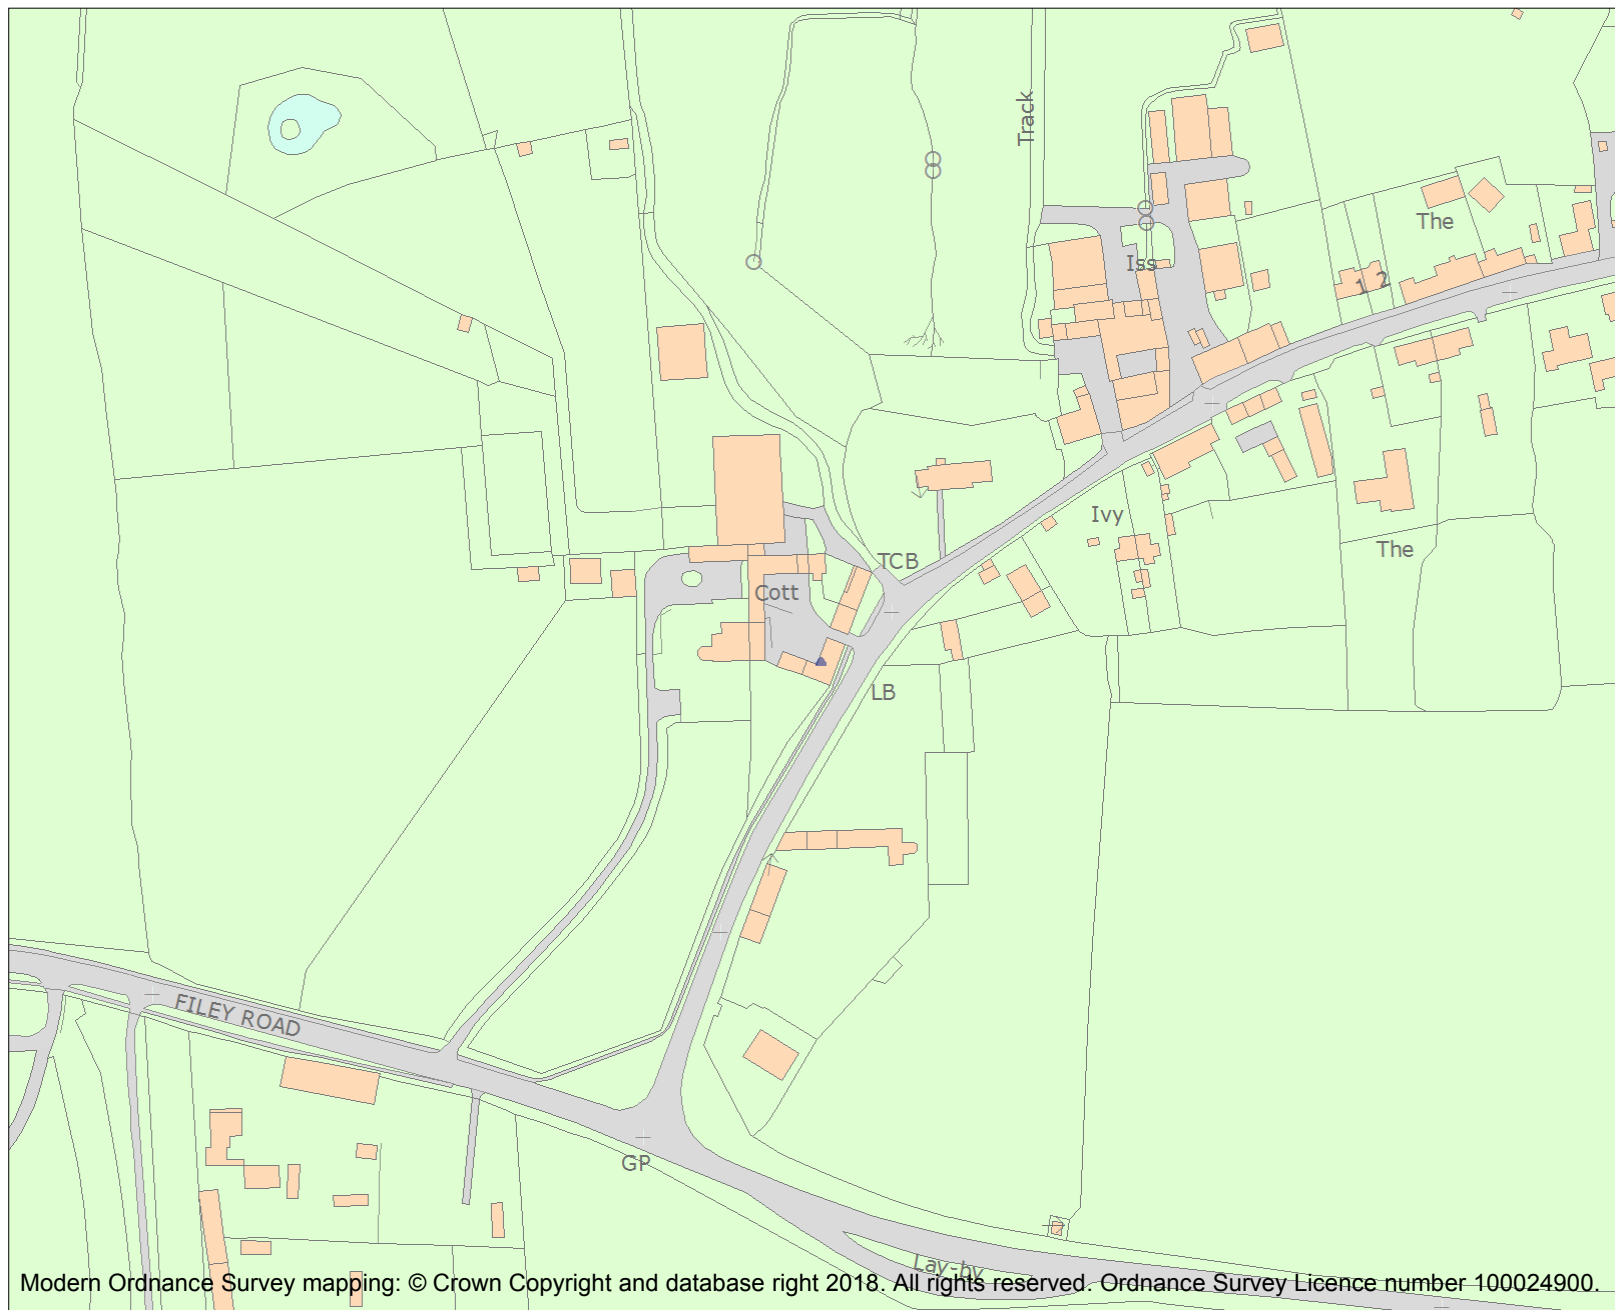 Track
The
Iss
1 2
Ivy
The
TCB
Cott
LB
FILEY ROAD
GP
Lay-by
Modern Ordnance Survey mapping: © Crown Copyright and database right 2018. All rights reserved. Ordnance Survey Licence number 100024900.